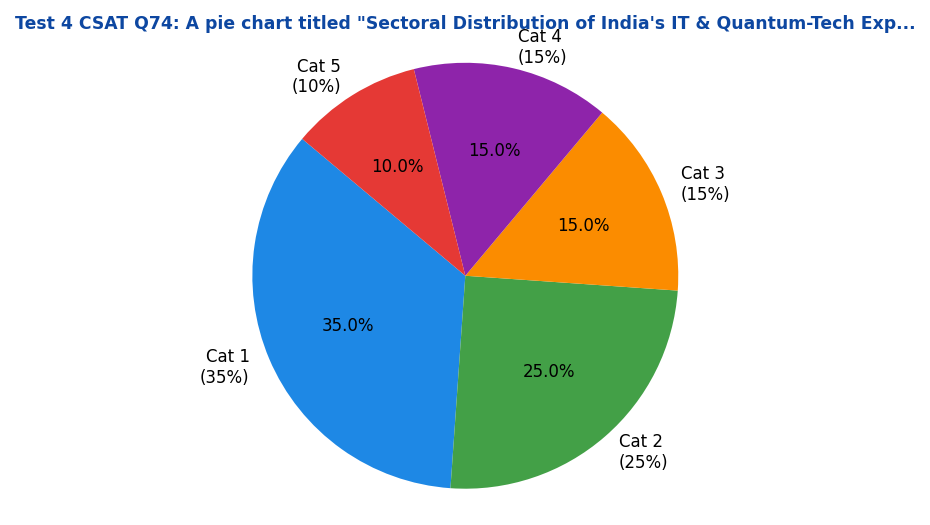 Test 4 CSAT Q74: A pie chart titled "Sectoral Distribution of India's IT & Quantum-Tech Exp...
Cat 4
(15%)
Cat 5
(10%)
15.0%
10.0%
Cat 3
(15%)
15.0%
35.0%
Cat 1
(35%)
25.0%
Cat 2
(25%)